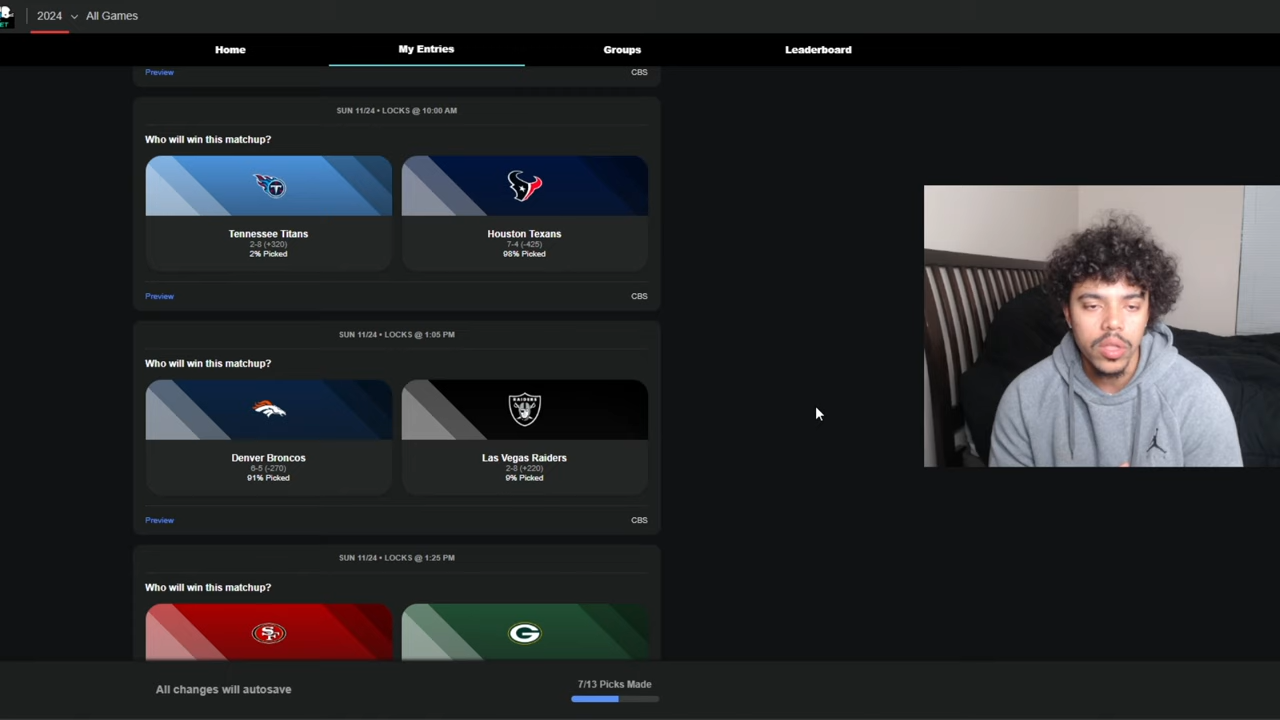 2024 All Games
Home My Entries Groups Leaderboard
Preview CBS
SUN 11/24 • LOCKS @ 10:00 AM
Who will win this matchup?
Tennessee Titans Houston Texans
2-8 (+320) 7-4 (-425)
2% Picked 98% Picked
Preview CBS
SUN 11/24 • LOCKS @ 1:05 PM
Who will win this matchup?
RAIDERS
Denver Broncos Las Vegas Raiders
6-5 (-270) 2-8 (+220)
91% Picked 9% Picked
Preview CBS
SUN 11/24 • LOCKS @ 1:25 PM
Who will win this matchup?
SF G
All changes will autosave 7/13 Picks Made